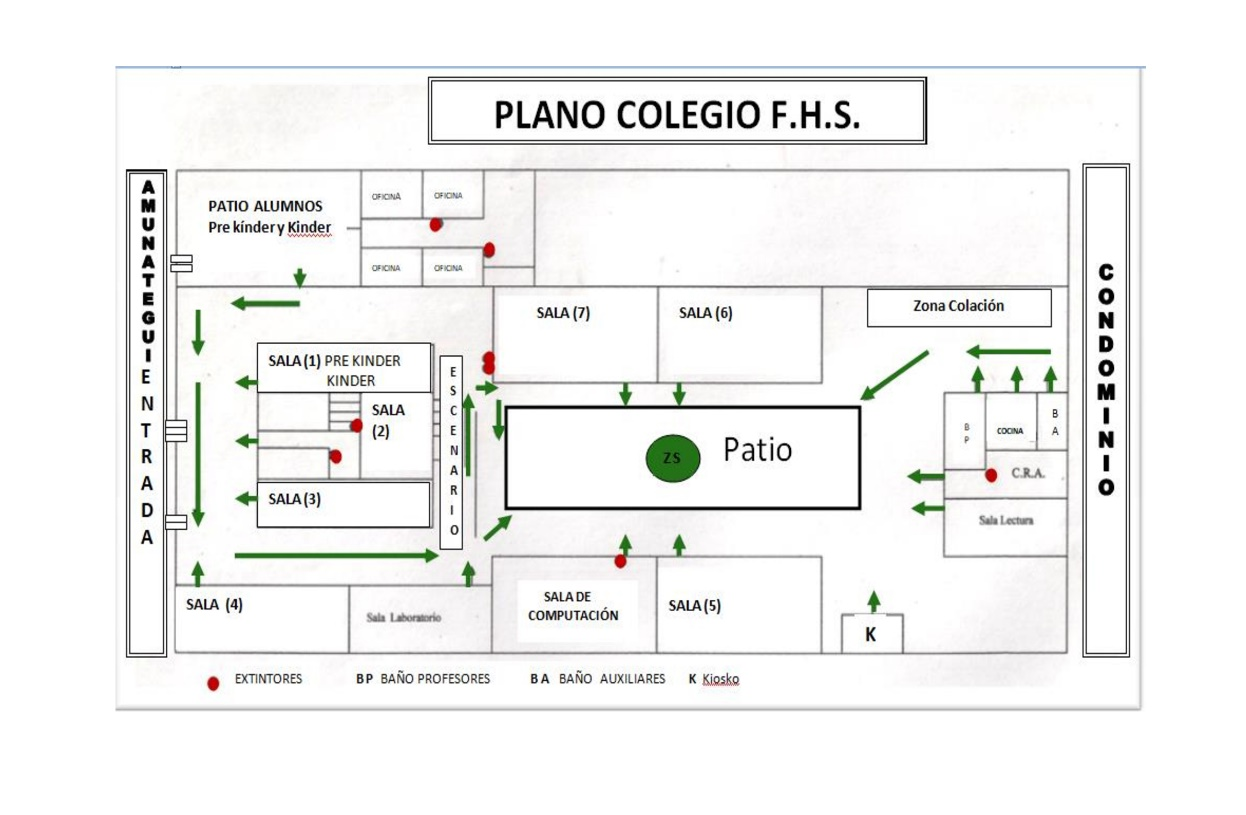 PLANO COLEGIO F.H.S.
AMUNATEGUI ENTRADA
PATIO ALUMNOS
Pre kínder y Kinder
OFICINA
OFICINA
OFICINA
OFICINA
CONDOMINIO
SALA (7)
SALA (6)
Zona Colación
SALA (1) PRE KINDER
KINDER
SALA
(2)
SALA (3)
ESCENARIO
ZS
Patio
BP
COCINA
BA
C.R.A.
Sala Lectura
SALA (4)
Sala Laboratorio
SALA DE
COMPUTACIÓN
SALA (5)
K
EXTINTORES BP BAÑO PROFESORES BA BAÑO AUXILIARES K Kiosko